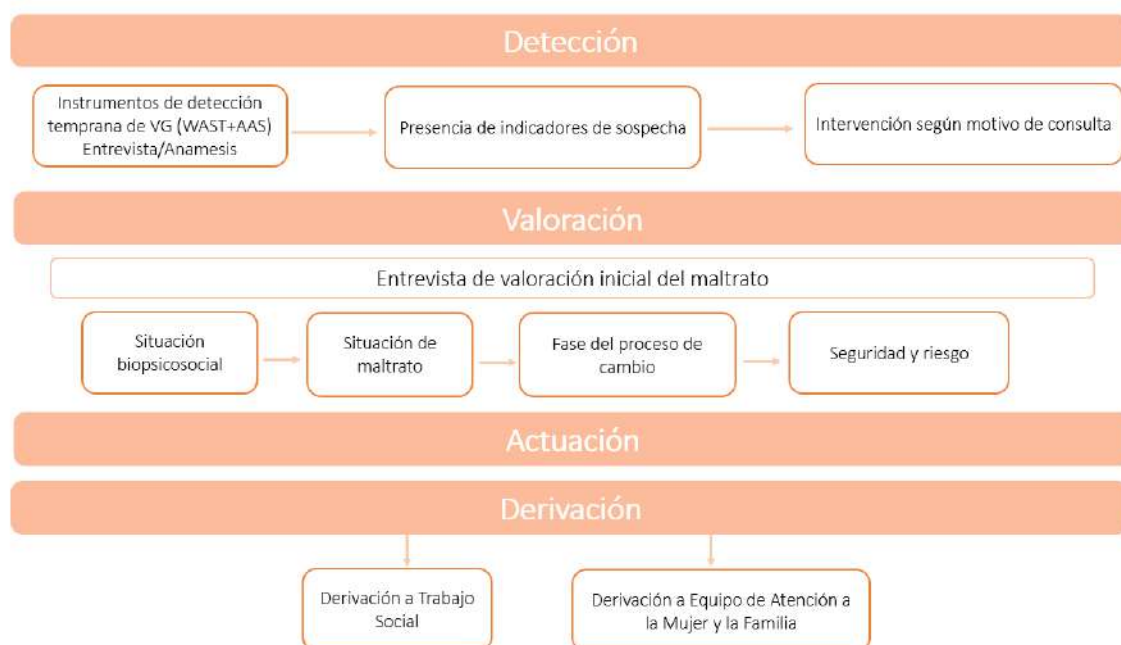 Detección
Instrumentos de detección
temprana de VG (WAST+AAS)
Entrevista/Anamesis
Presencia de indicadores de sospecha
Intervención según motivo de consulta
Valoración
Entrevista de valoración inicial del maltrato
Situación
biopsicosocial
Situación de
maltrato
Fase del proceso de
cambio
Seguridad y riesgo
Actuación
Derivación
Derivación a Trabajo
Social
Derivación a Equipo de Atención a
la Mujer y la Familia